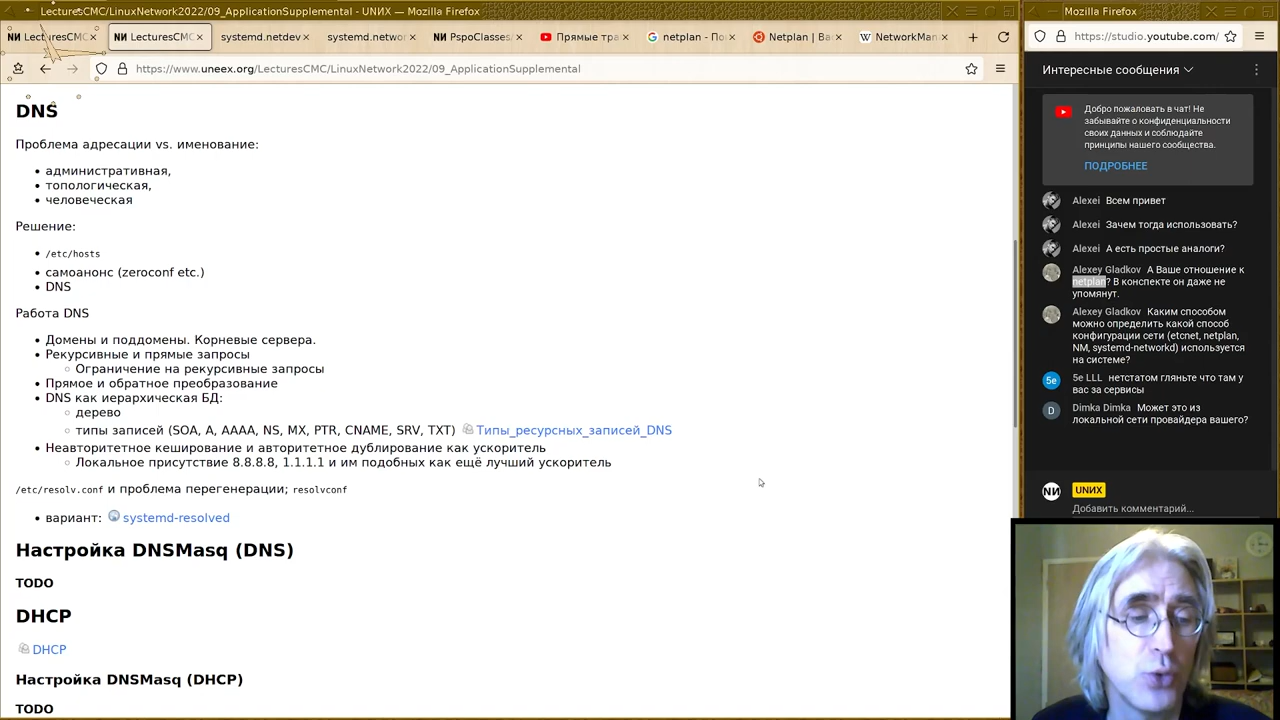 LecturesCMC/LinuxNetwork2022/09_ApplicationSupplemental - UNИX — Mozilla Firefox
Mozilla Firefox
LecturesCMC
LecturesCMC
systemd.netdev
systemd.networ
PspoClasses/
Прямые тра
netplan - По
Netplan | Ba
NetworkMan
https://www.uneex.org/LecturesCMC/LinuxNetwork2022/09_ApplicationSupplemental
https://studio.youtube.com/
DNS
Проблема адресации vs. именование:
административная,
топологическая,
человеческая
Решение:
/etc/hosts
самоанонс (zeroconf etc.)
DNS
Работа DNS
Домены и поддомены. Корневые сервера.
Рекурсивные и прямые запросы
Ограничение на рекурсивные запросы
Прямое и обратное преобразование
DNS как иерархическая БД:
дерево
типы записей (SOA, A, AAAA, NS, MX, PTR, CNAME, SRV, TXT) Типы_ресурсных_записей_DNS
Неавторитетное кеширование и авторитетное дублирование как ускоритель
Локальное присутствие 8.8.8.8, 1.1.1.1 и им подобных как ещё лучший ускоритель
/etc/resolv.conf и проблема перегенерации; resolvconf
вариант: systemd-resolved
Настройка DNSMasq (DNS)
TODO
DHCP
DHCP
Настройка DNSMasq (DHCP)
TODO
Интересные сообщения
Добро пожаловать в чат! Не
забывайте о конфиденциальности
своих данных и соблюдайте
принципы нашего сообщества.
ПОДРОБНЕЕ
Alexei Всем привет
Alexei Зачем тогда использовать?
Alexei А есть простые аналоги?
Alexey Gladkov А Ваше отношение к
netplan? В конспекте он даже не
упомянут.
Alexey Gladkov Каким способом
можно определить какой способ
конфигурации сети (etcnet, netplan,
NM, systemd-networkd) используется
на системе?
5e
5e LLL нетстатом гляньте что там у
вас за сервисы
D
Dimka Dimka Может это из
локальной сети провайдера вашего?
NИ
UNИX
Добавить комментарий...